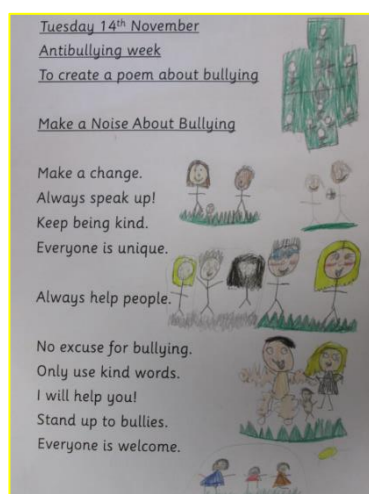 Tuesday 14th November
Antibullying week
To create a poem about bullying
Make a Noise About Bullying
Make a change.
Always speak up!
Keep being kind.
Everyone is unique.
Always help people.
No excuse for bullying.
Only use kind words.
I will help you!
Stand up to bullies.
Everyone is welcome.